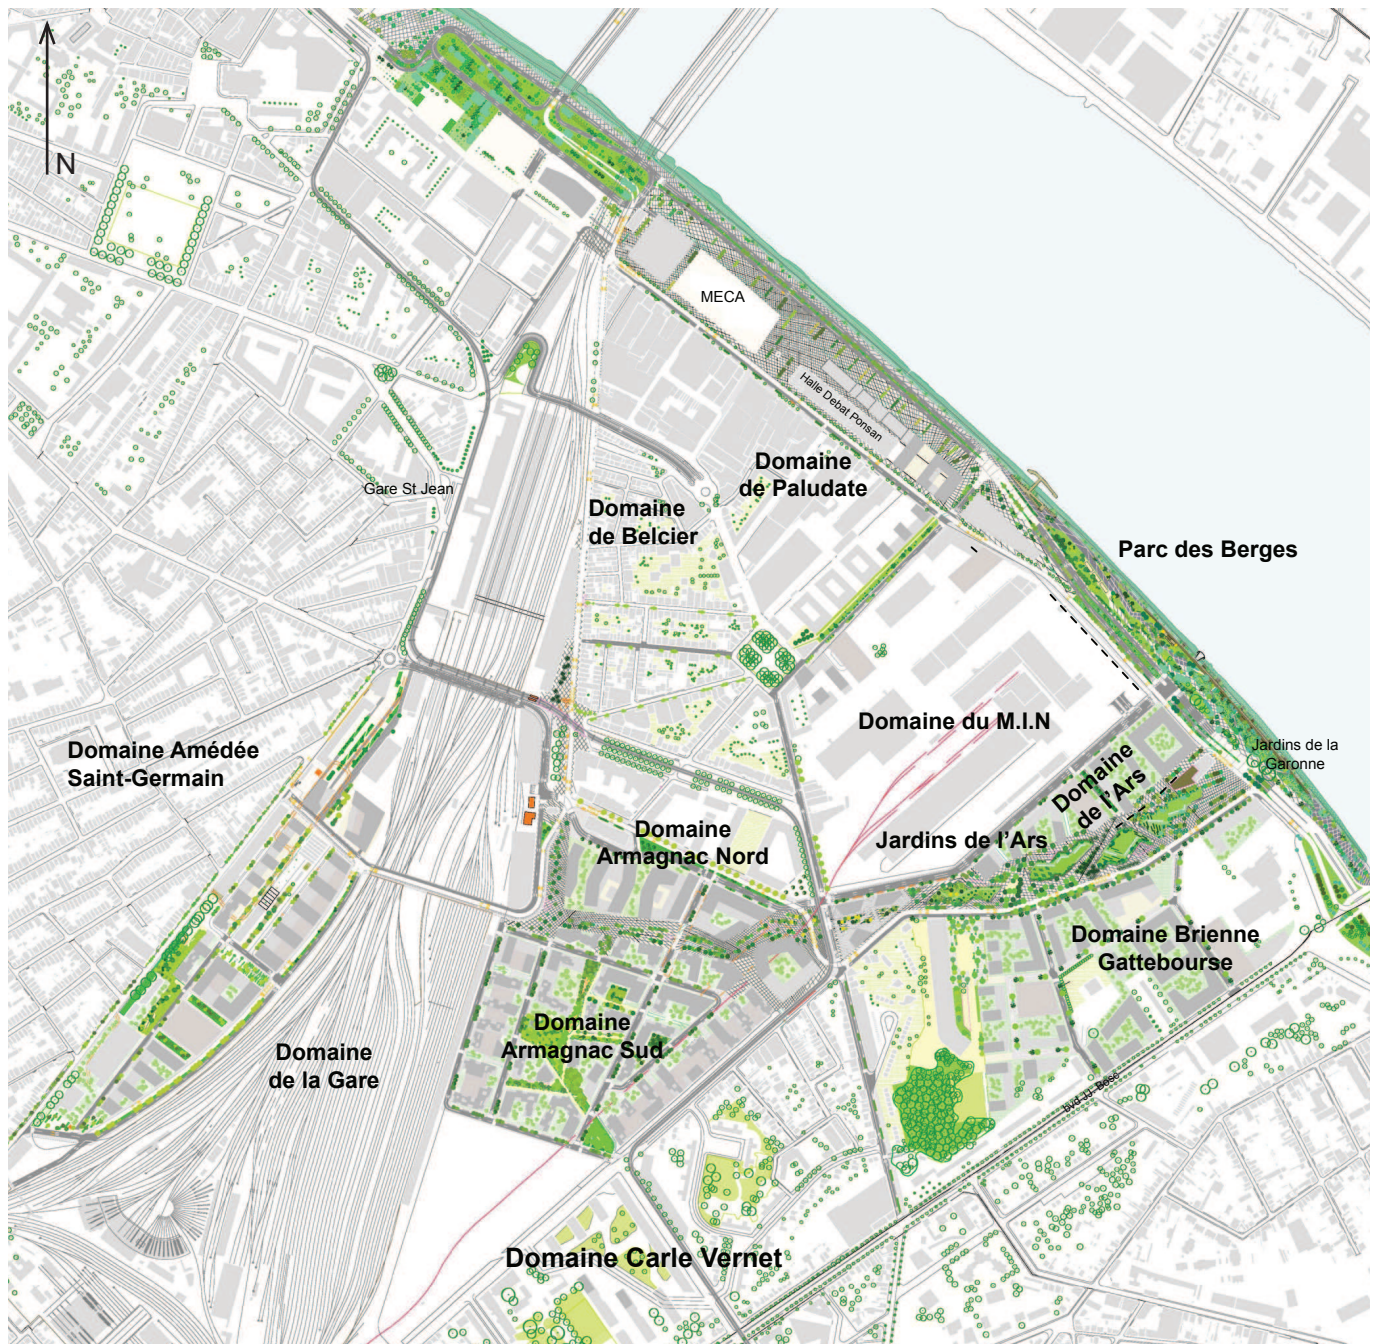 N
MECA
Halle Debat Ponsan
Domaine
de Paludate
Gare St Jean
Domaine
de Belcier
Parc des Berges
Domaine du M.I.N
Domaine Amédée
Saint-Germain
Jardins de la
Garonne
Domaine
de l'Ars
Domaine
Armagnac Nord
Jardins de l'Ars
Domaine Brienne
Gattebourse
Domaine
Armagnac Sud
Domaine
de la Gare
bvd JJ. Bosc
Domaine Carle Vernet